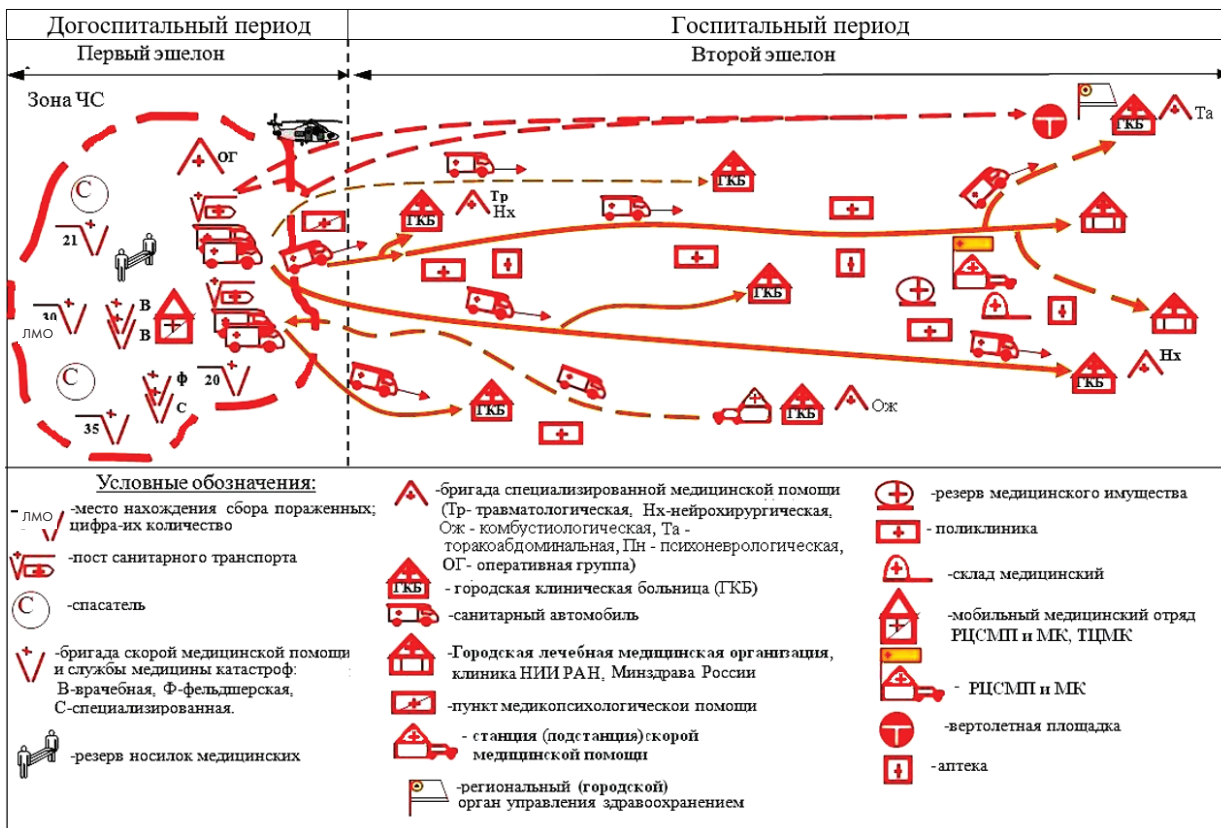 Догоспитальный период
Госпитальный период
Первый эшелон
Второй эшелон
Зона ЧС
ОГ
С
21
30
ЛМО
В
В
С
Ф
С
20
35
ГКБ
Тр
Нх
ГКБ
ГКБ
Та
ГКБ
ГКБ
Нх
ГКБ
ГКБ
Ож
Условные обозначения:
ЛМО
-место нахождения сбора пораженных;
цифра-их количество
-пост санитарного транспорта
С
-спасатель
-бригада скорой медицинской помощи
и службы медицины катастроф:
В-врачебная, Ф-фельдшерская,
С-специализированная.
-резерв носилок медицинских
-бригада специализированной медицинской помощи
(Тр- травматологическая, Нх-нейрохирургическая,
Ож - комбустиологическая, Та -
торакоабдоминальная, Пн - психоневрологическая,
ОГ- оперативная группа)
ГКБ
- городская клиническая больница (ГКБ)
-санитарный автомобиль
-Городская лечебная медицинская организация,
клиника НИИ РАН, Минздрава России
-пункт медикопсихологическои помощи
- станция (подстанция)скорой
медицинской помощи
-региональный (городской)
орган управления здравоохранением
-резерв медицинского имущества
- поликлиника
-склад медицинский
-мобильный медицинский отряд
РЦСМП и МК, ТЦМК
- РЦСМП и МК
-вертолетная площадка
-аптека